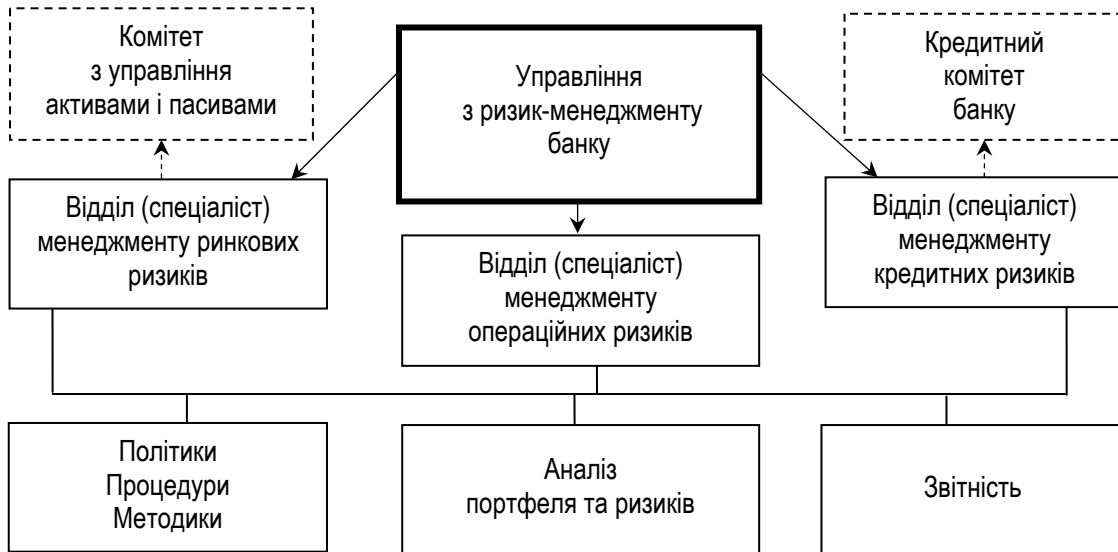 Комітет
з управління
активами і пасивами
Управління
з ризик-менеджменту
банку
Кредитний
комітет
банку
Відділ (спеціаліст)
менеджменту ринкових
ризиків
Відділ (спеціаліст)
менеджменту
операційних ризиків
Відділ (спеціаліст)
менеджменту
кредитних ризиків
Політики
Процедури
Методики
Аналіз
портфеля та ризиків
Звітність